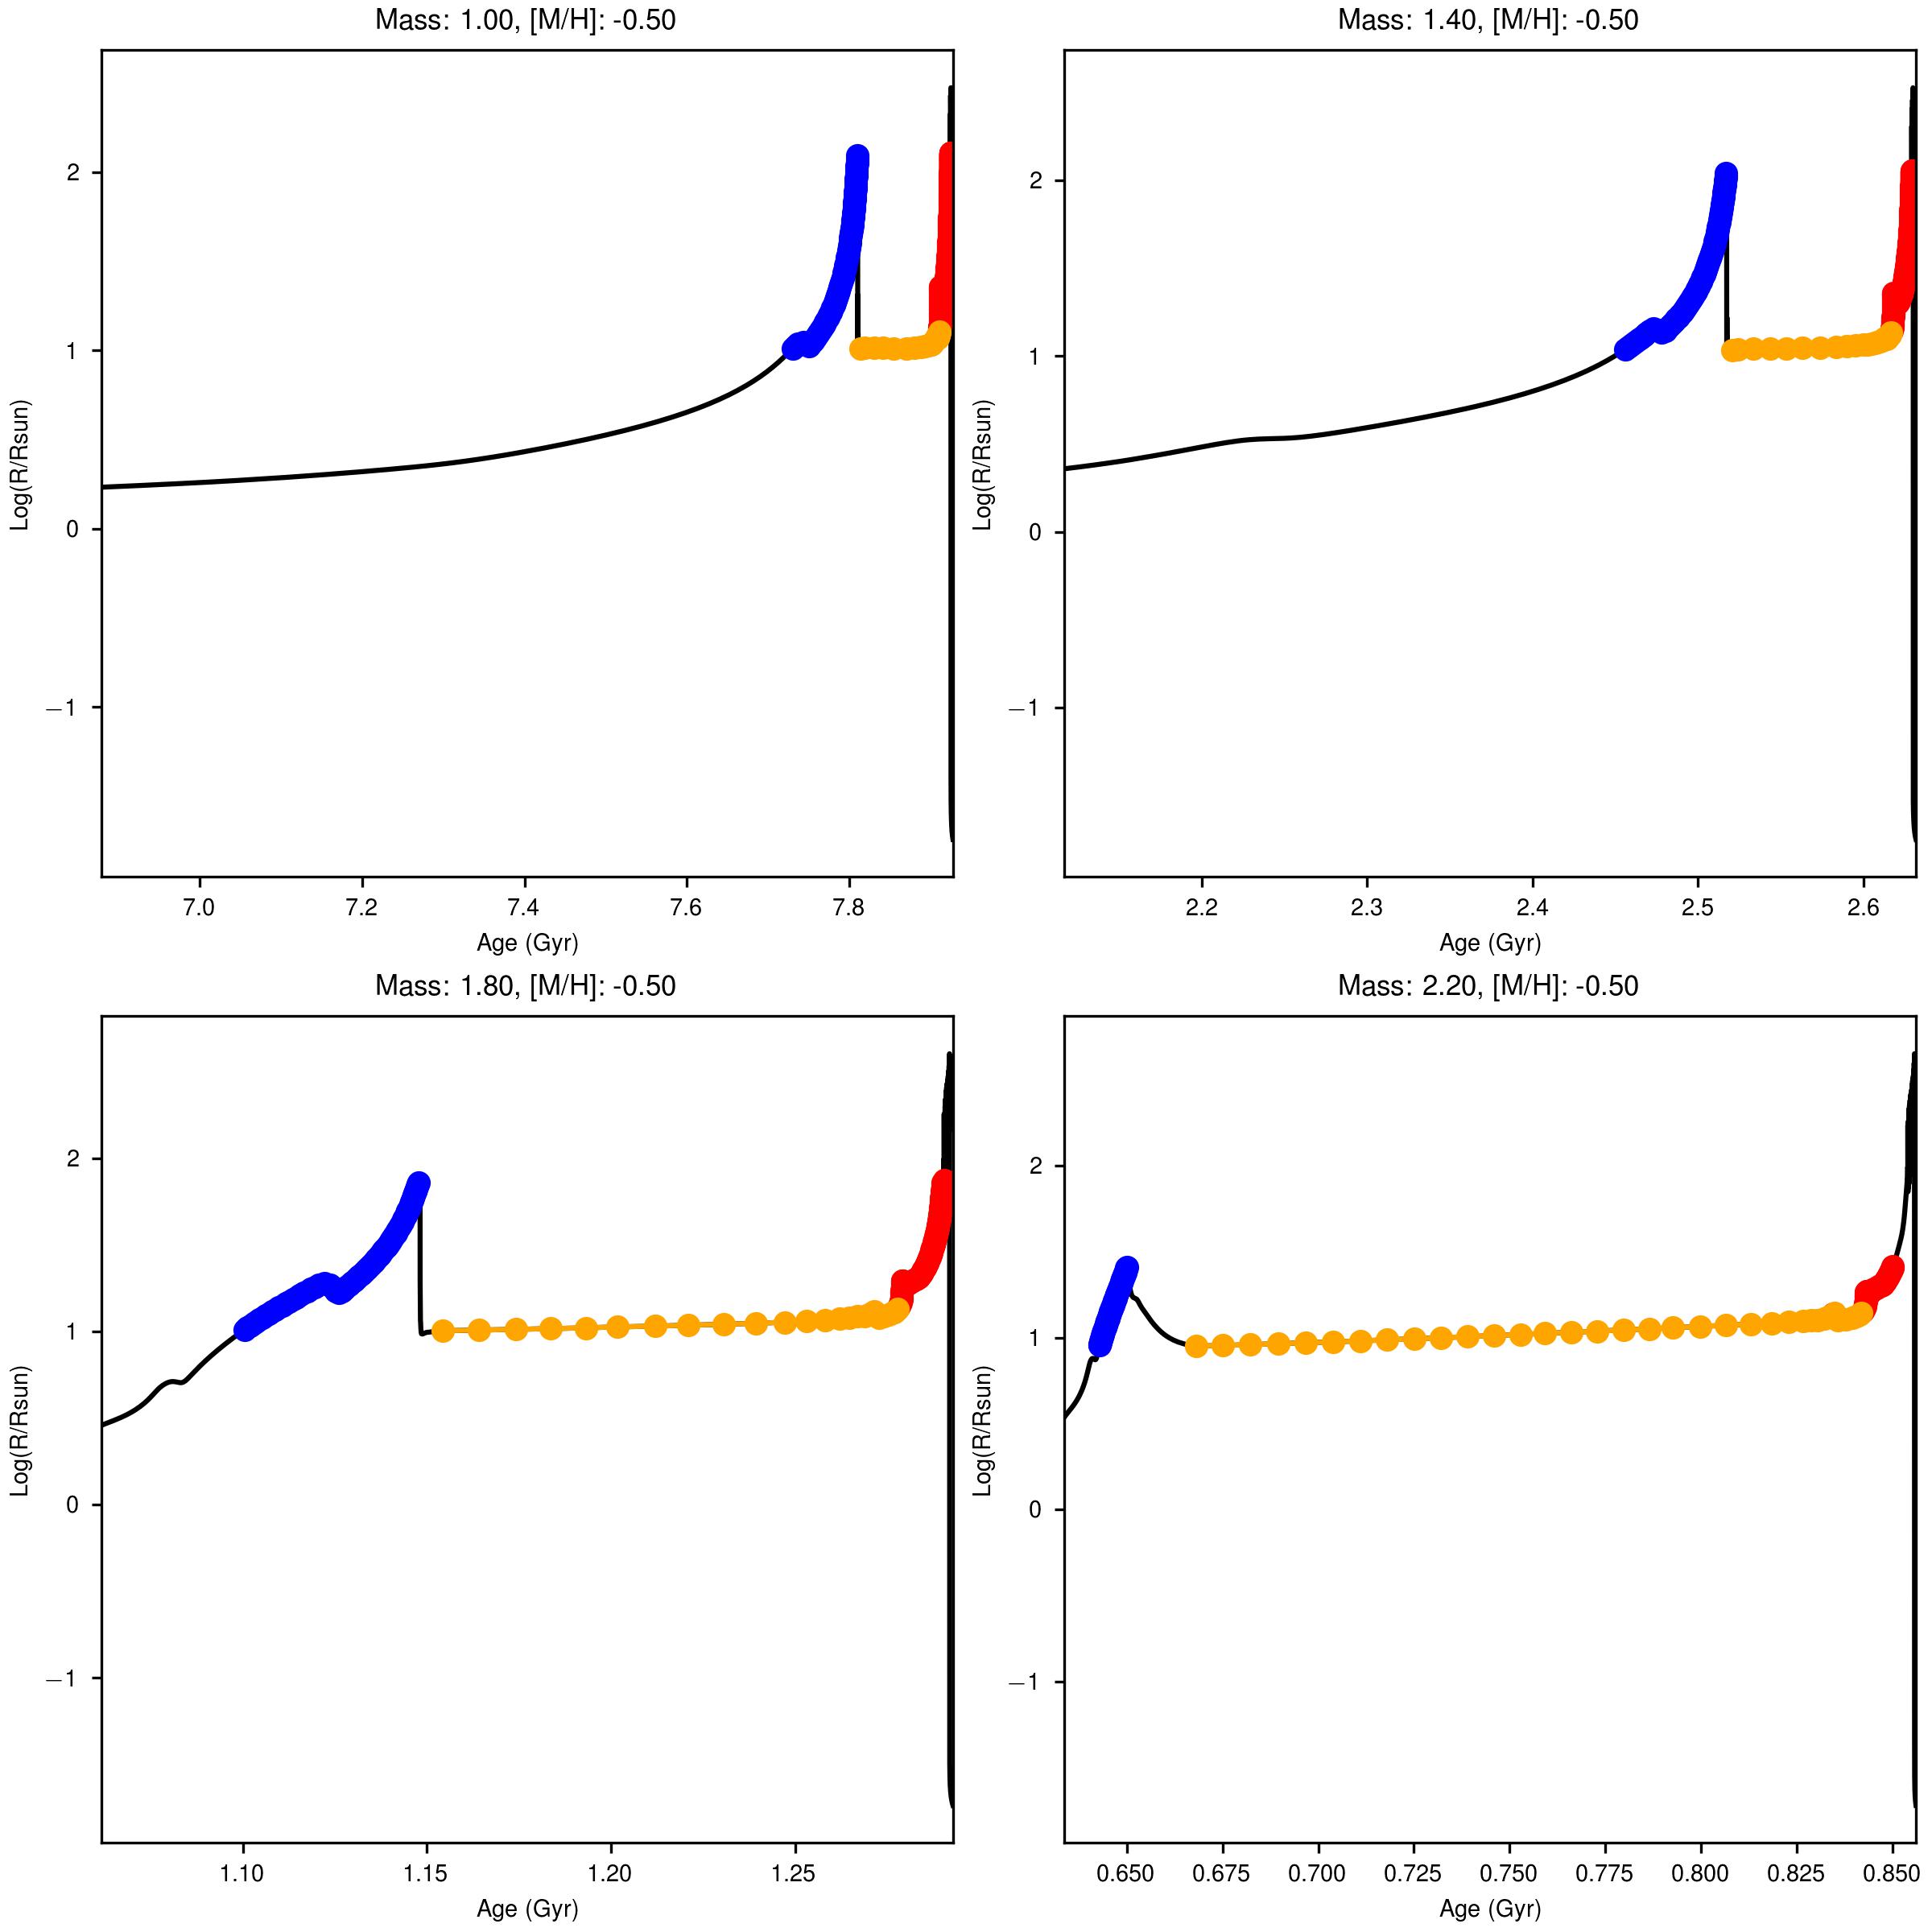 Mass: 1.00, [M/H]: -0.50
2
1
0
−1
Log(R/Rsun)
7.0 7.2 7.4 7.6 7.8
Age (Gyr)
Mass: 1.40, [M/H]: -0.50
2
1
0
−1
Log(R/Rsun)
2.2 2.3 2.4 2.5 2.6
Age (Gyr)
Mass: 1.80, [M/H]: -0.50
2
1
0
−1
Log(R/Rsun)
1.10 1.15 1.20 1.25
Age (Gyr)
Mass: 2.20, [M/H]: -0.50
2
1
0
−1
Log(R/Rsun)
0.650 0.675 0.700 0.725 0.750 0.775 0.800 0.825 0.850
Age (Gyr)